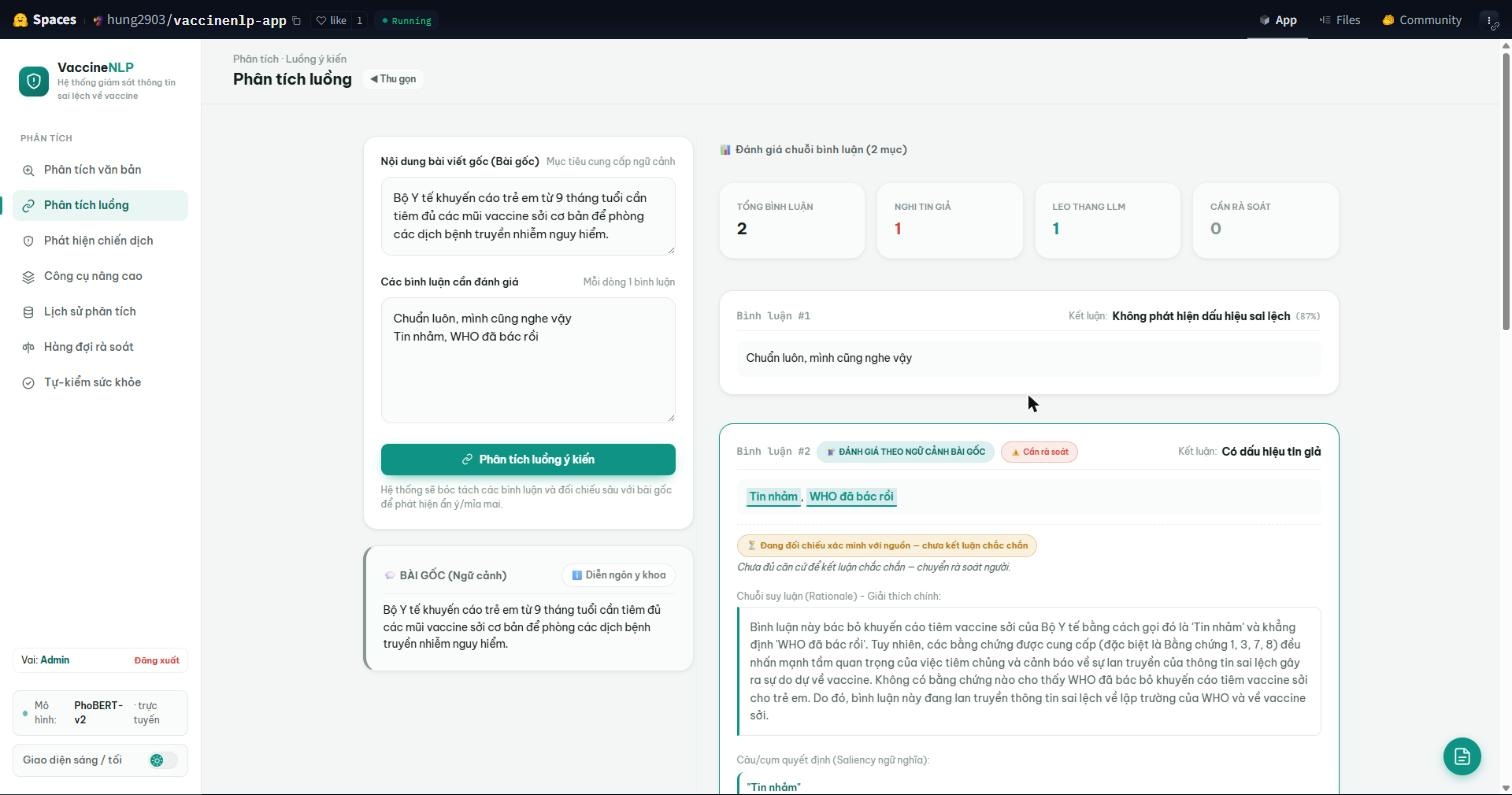 Spaces
hung2903/vaccinenlp-app
like 1
Running
App
Files
Community
VaccineNLP
Hệ thống giám sát thông tin
sai lệch về vaccine
PHÂN TÍCH
Phân tích văn bản
Phân tích luồng
Phát hiện chiến dịch
Công cụ nâng cao
Lịch sử phân tích
Hàng đợi rà soát
Tự-kiểm sức khỏe
Vai: Admin
Đăng xuất
Mô hình: PhoBERT-v2 · trực tuyến
Giao diện sáng / tối
Phân tích · Luồng ý kiến
Phân tích luồng
◀ Thu gọn
Nội dung bài viết gốc (Bài gốc) Mục tiêu cung cấp ngữ cảnh
Bộ Y tế khuyến cáo trẻ em từ 9 tháng tuổi cần
tiêm đủ các mũi vaccine sởi cơ bản để phòng
các dịch bệnh truyền nhiễm nguy hiểm.
Các bình luận cần đánh giá Mỗi dòng 1 bình luận
Chuẩn luôn, mình cũng nghe vậy
Tin nhảm, WHO đã bác rồi
Phân tích luồng ý kiến
Hệ thống sẽ bóc tách các bình luận và đối chiếu sâu với bài gốc
để phát hiện ẩn ý/mỉa mai.
BÀI GỐC (Ngữ cảnh)
Diễn ngôn y khoa
Bộ Y tế khuyến cáo trẻ em từ 9 tháng tuổi cần tiêm đủ
các mũi vaccine sởi cơ bản để phòng các dịch bệnh
truyền nhiễm nguy hiểm.
Đánh giá chuỗi bình luận (2 mục)
TỔNG BÌNH LUẬN
2
NGHI TIN GIẢ
1
LEO THANG LLM
1
CẦN RÀ SOÁT
0
Bình luận #1
Kết luận: Không phát hiện dấu hiệu sai lệch (87%)
Chuẩn luôn, mình cũng nghe vậy
Bình luận #2
ĐÁNH GIÁ THEO NGỮ CẢNH BÀI GỐC
Cần rà soát
Kết luận: Có dấu hiệu tin giả
Tin nhảm, WHO đã bác rồi
Đang đối chiếu xác minh với nguồn — chưa kết luận chắc chắn
Chưa đủ căn cứ để kết luận chắc chắn — chuyển rà soát người.
Chuỗi suy luận (Rationale) - Giải thích chính:
Bình luận này bác bỏ khuyến cáo tiêm vaccine sởi của Bộ Y tế bằng cách gọi đó là 'Tin nhảm' và khẳng
định 'WHO đã bác rồi'. Tuy nhiên, các bằng chứng được cung cấp (đặc biệt là Bằng chứng 1, 3, 7, 8) đều
nhấn mạnh tầm quan trọng của việc tiêm chủng và cảnh báo về sự lan truyền của thông tin sai lệch gây
ra sự do dự về vaccine. Không có bằng chứng nào cho thấy WHO đã bác bỏ khuyến cáo tiêm vaccine sởi
cho trẻ em. Do đó, bình luận này đang lan truyền thông tin sai lệch về lập trường của WHO và về vaccine
sởi.
Câu/cụm quyết định (Saliency ngữ nghĩa):
"Tin nhảm"